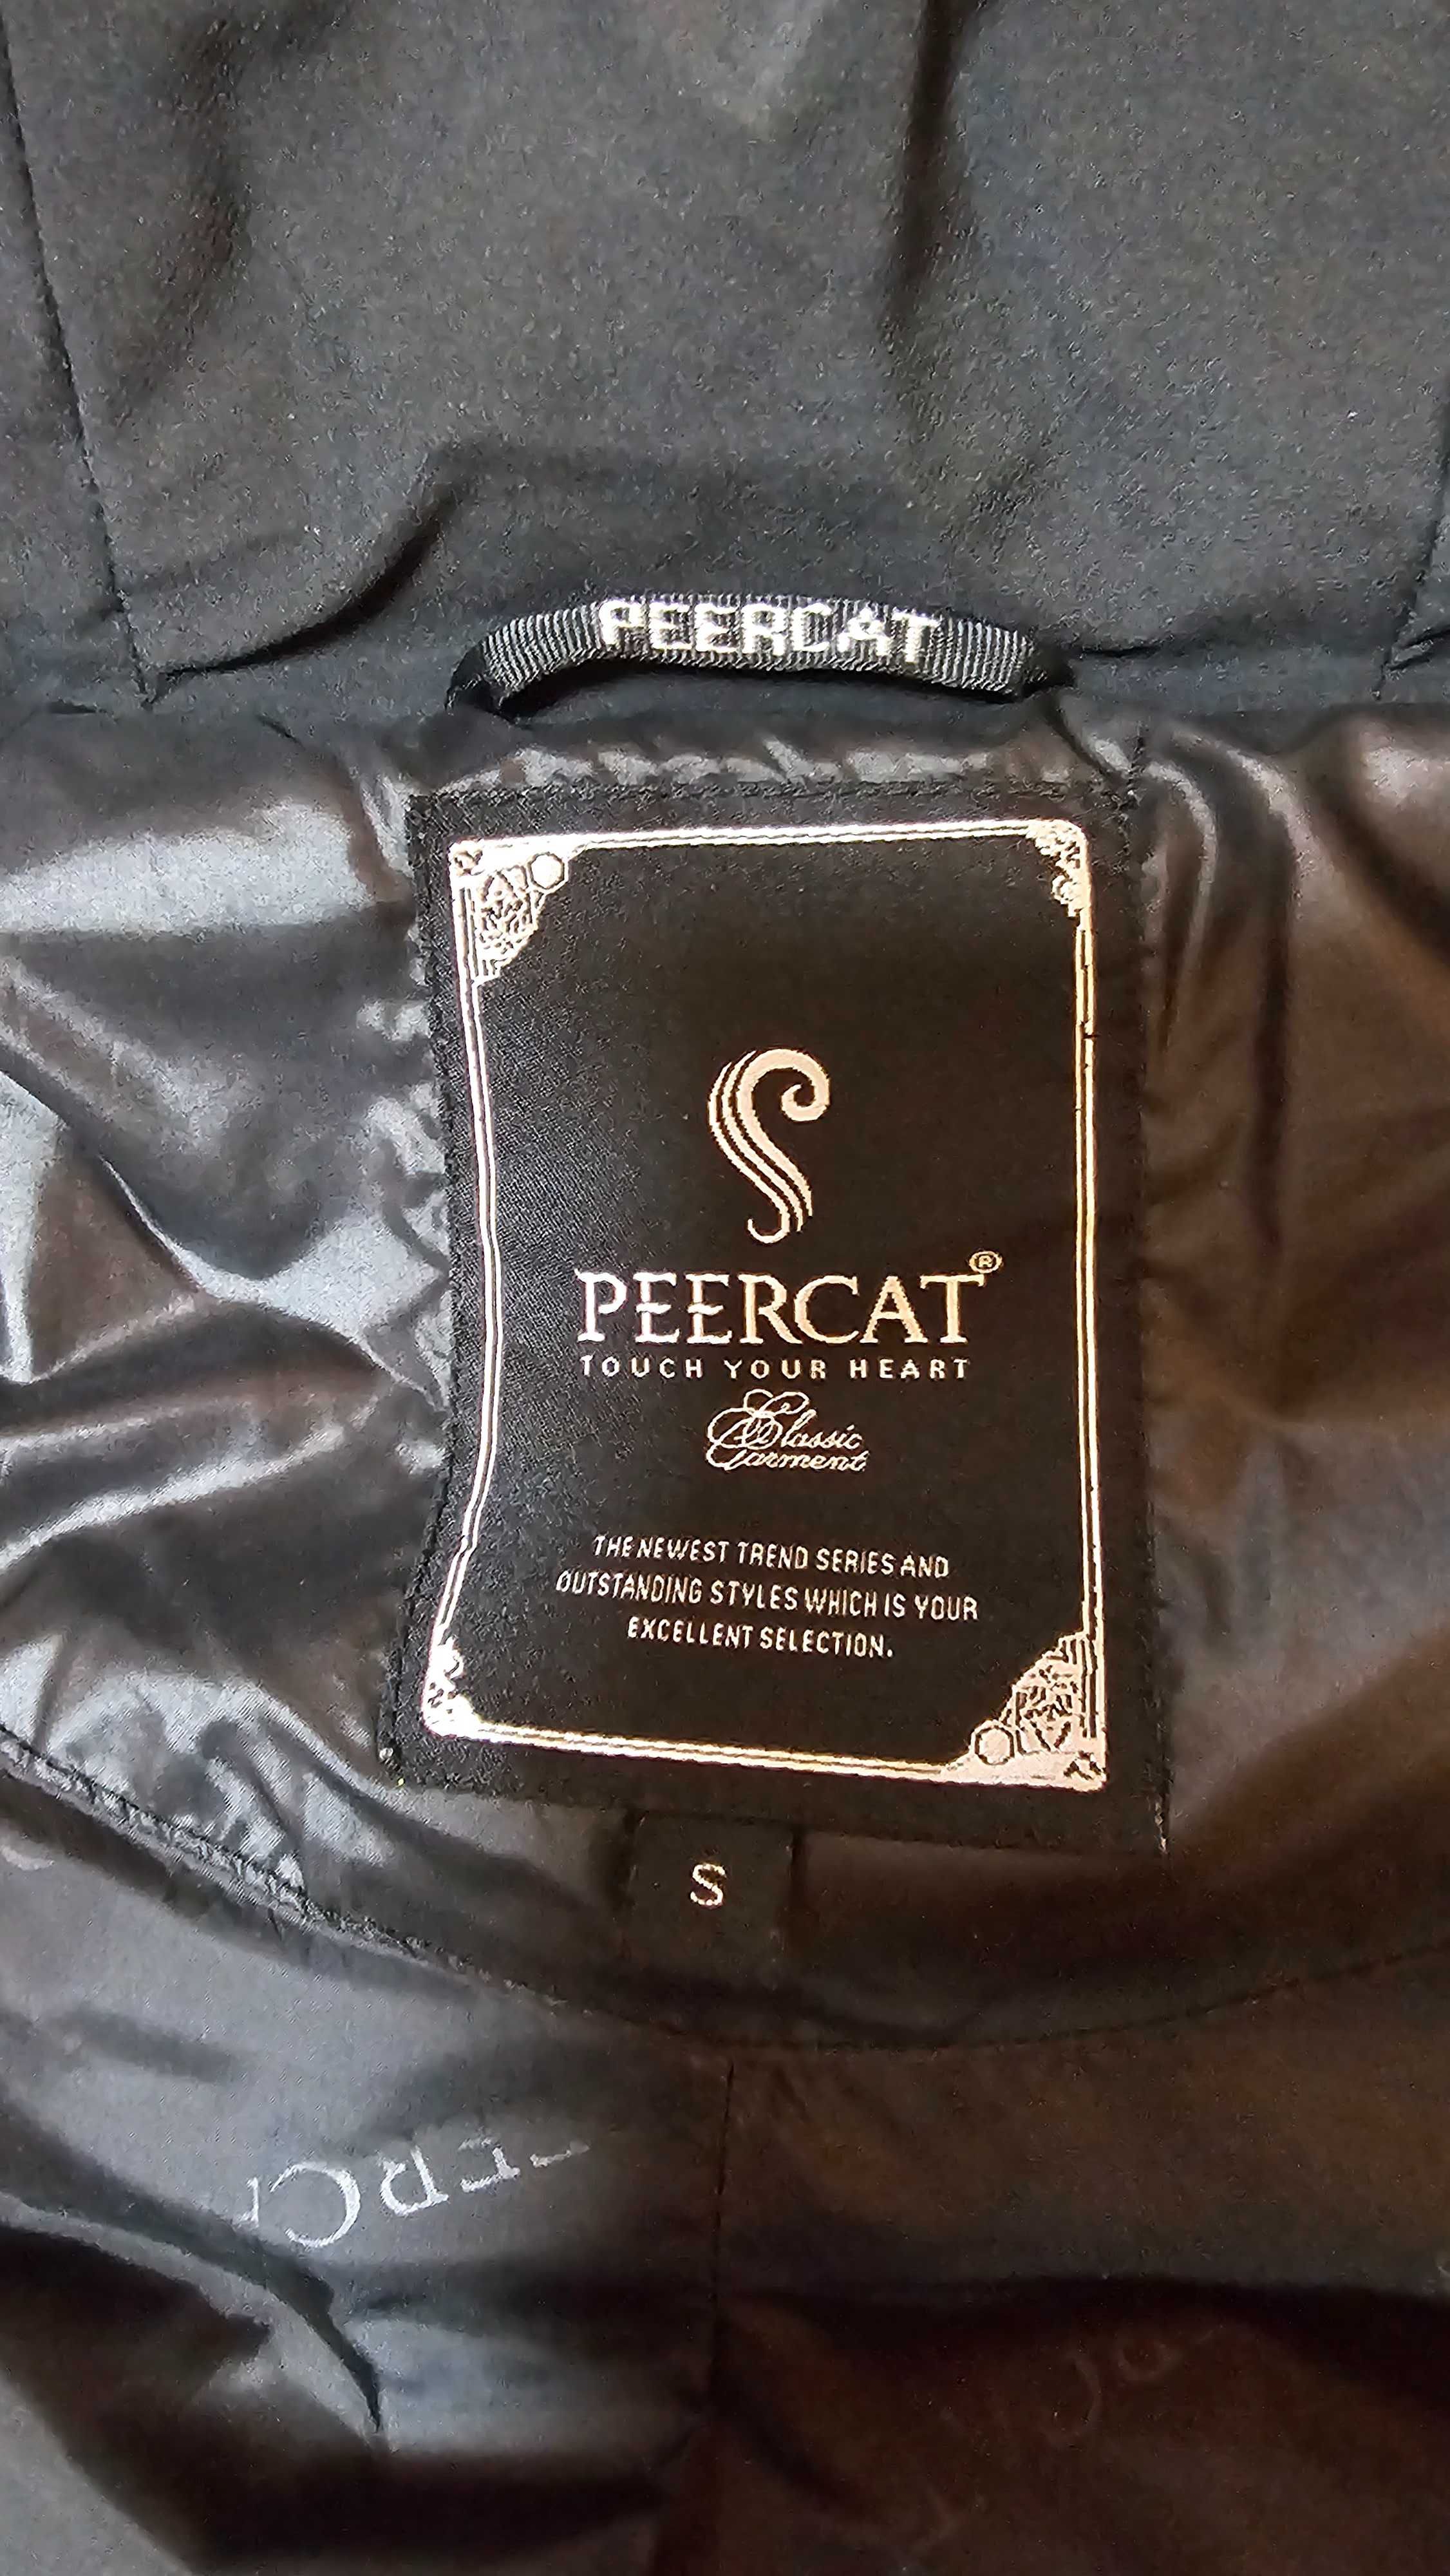 PEERCAT
PEERCAT®
TOUCH YOUR HEART
Classic
Garment
THE NEWEST TREND SERIES AND
OUTSTANDING STYLES WHICH IS YOUR
EXCELLENT SELECTION.
S